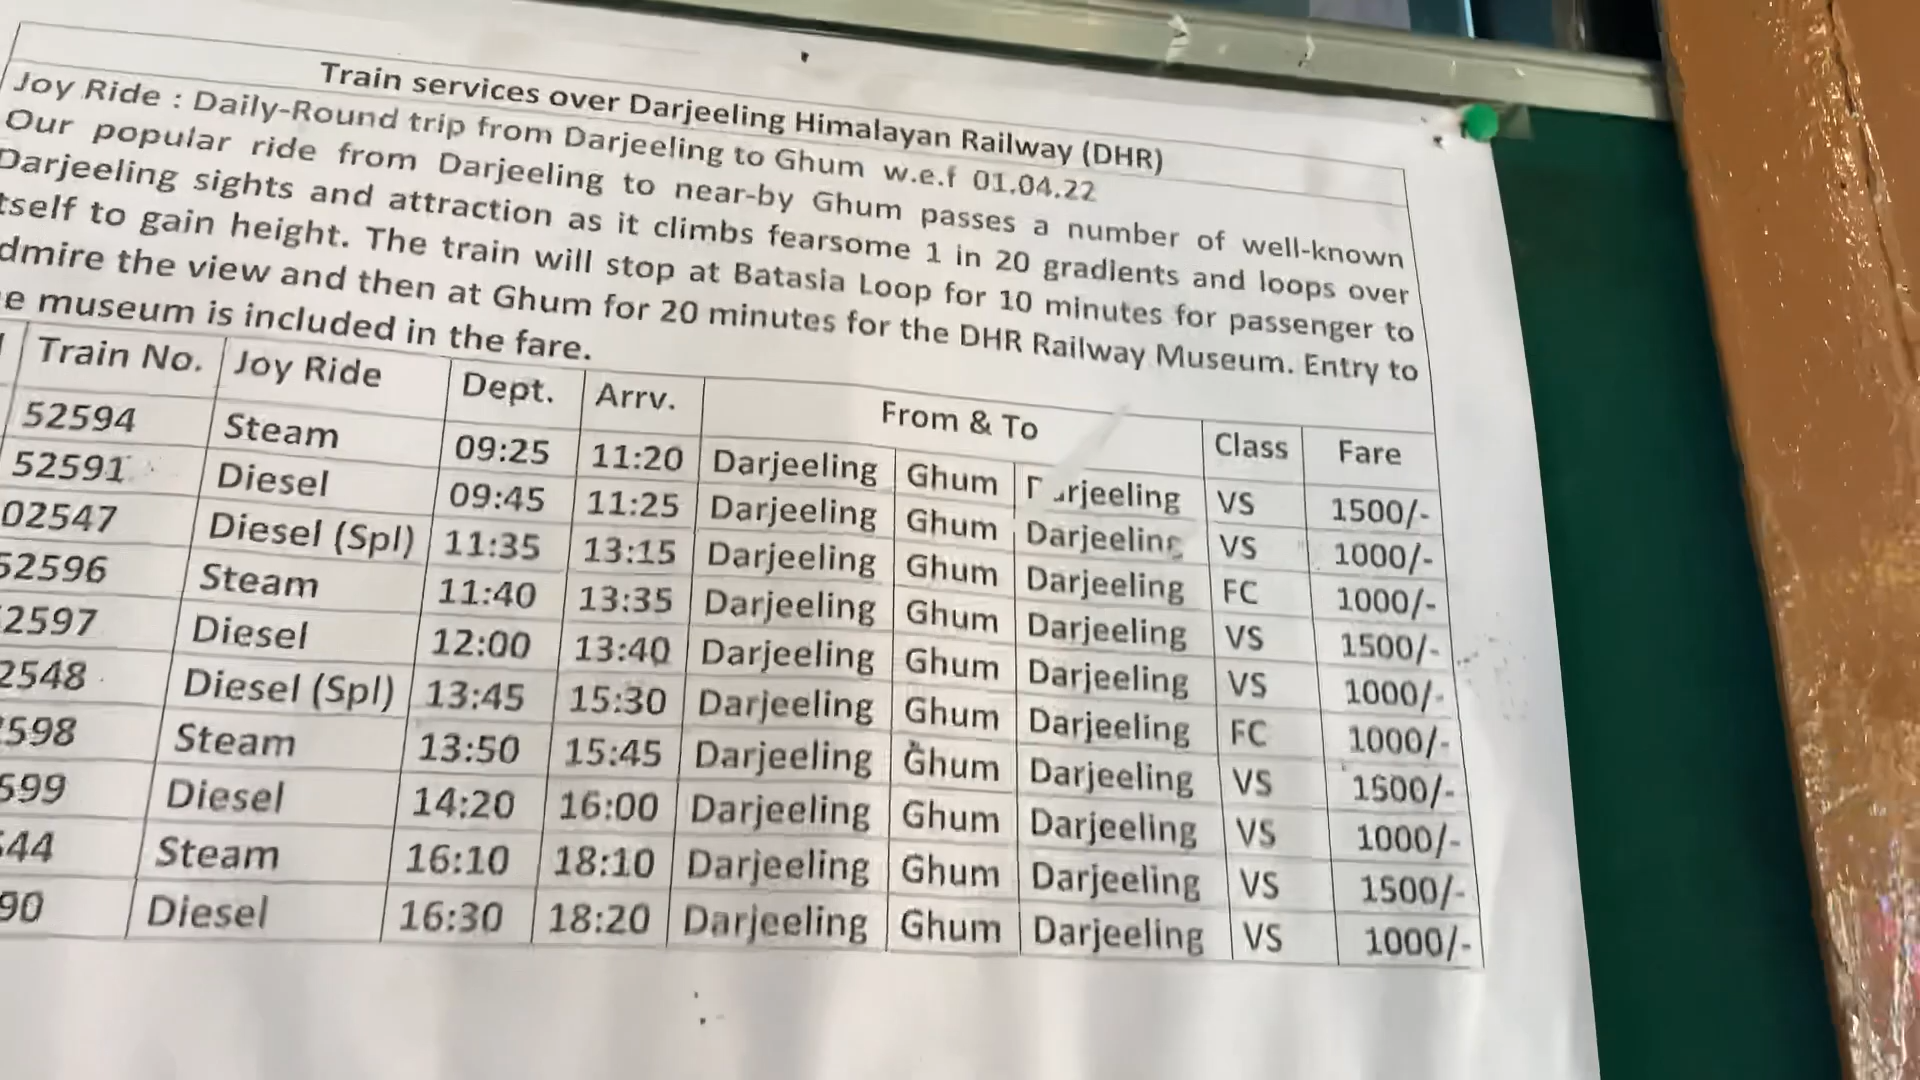 Train services over Darjeeling Himalayan Railway (DHR)
Joy Ride : Daily-Round trip from Darjeeling to Ghum w.e.f 01.04.22
Our popular ride from Darjeeling to near-by Ghum passes a number of well-known
Darjeeling sights and attraction as it climbs fearsome 1 in 20 gradients and loops over
tself to gain height. The train will stop at Batasia Loop for 10 minutes for passenger to
dmire the view and then at Ghum for 20 minutes for the DHR Railway Museum. Entry to
e museum is included in the fare.
Train No. Joy Ride Dept. Arrv. From & To Class Fare
52594 Steam 09:25 11:20 Darjeeling Ghum Darjeeling VS 1500/-
52591 Diesel 09:45 11:25 Darjeeling Ghum Darjeeling VS 1000/-
02547 Diesel (Spl) 11:35 13:15 Darjeeling Ghum Darjeeling FC 1000/-
52596 Steam 11:40 13:35 Darjeeling Ghum Darjeeling VS 1500/-
2597 Diesel 12:00 13:40 Darjeeling Ghum Darjeeling VS 1000/-
2548 Diesel (Spl) 13:45 15:30 Darjeeling Ghum Darjeeling FC 1000/-
598 Steam 13:50 15:45 Darjeeling Ghum Darjeeling VS 1500/-
599 Diesel 14:20 16:00 Darjeeling Ghum Darjeeling VS 1000/-
44 Steam 16:10 18:10 Darjeeling Ghum Darjeeling VS 1500/-
90 Diesel 16:30 18:20 Darjeeling Ghum Darjeeling VS 1000/-